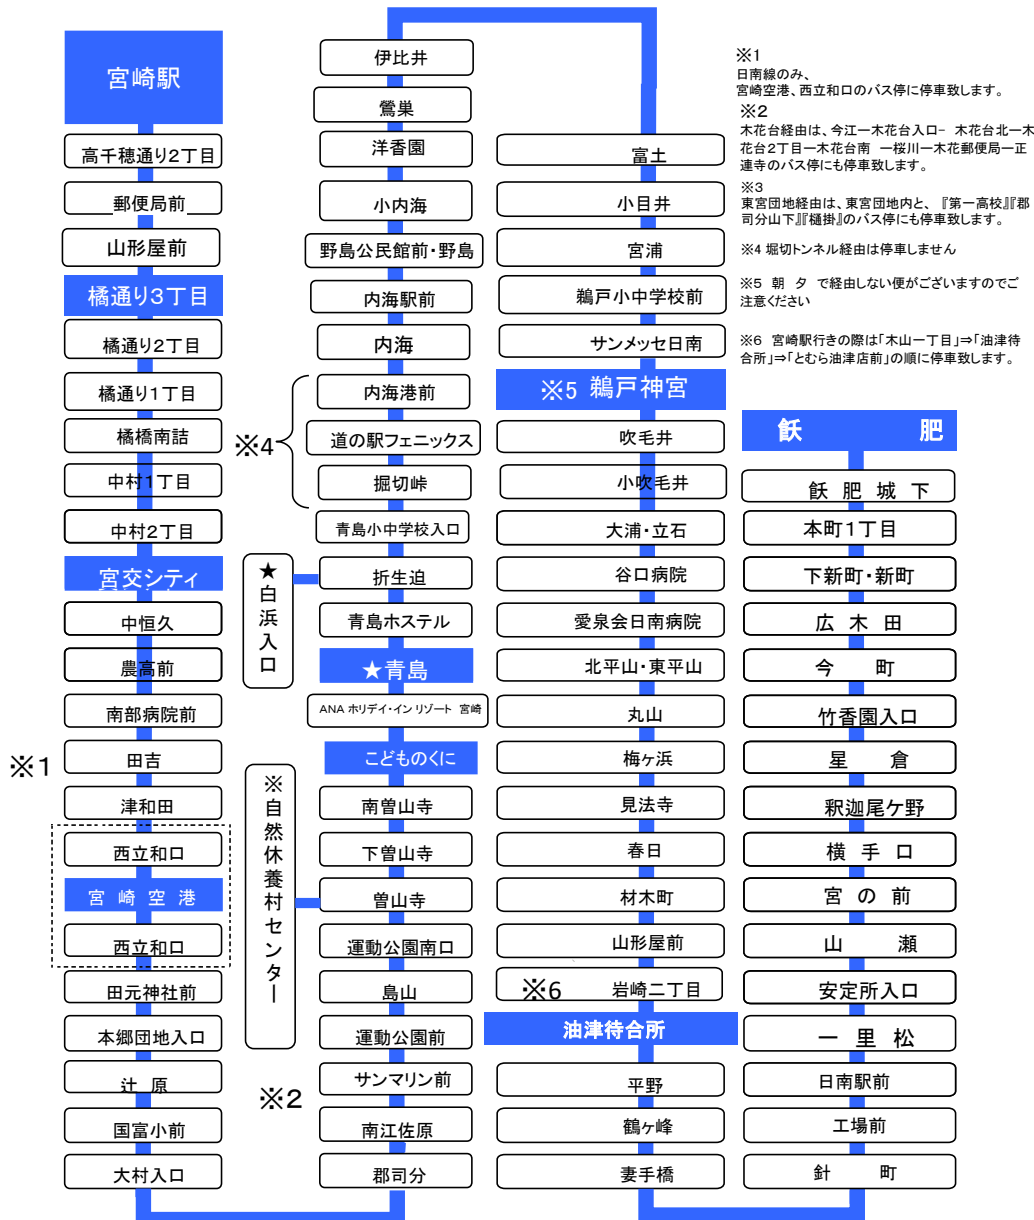 宮崎駅
高千穂通り2丁目
郵便局前
山形屋前
橘通り3丁目
橘通り2丁目
橘通り1丁目
橘橋南詰
中村1丁目
中村2丁目
宮交シティ
中恒久
農高前
南部病院前
※1
田吉
津和田
西立和口
宮崎空港
西立和口
田元神社前
本郷団地入口
辻原
国富小前
大村入口
伊比井
鶯巣
洋香園
小内海
野島公民館前・野島
内海駅前
内海
※4
内海港前
道の駅フェニックス
掘切峠
青島小中学校入口
★白浜入口
折生迫
青島ホステル
★青島
ANA ホリデイ・イン リゾート 宮崎
こどものくに
※自然休養村センター
南曽山寺
下曽山寺
曽山寺
運動公園南口
島山
運動公園前
※2
サンマリン前
南江佐原
郡司分
富土
小目井
宮浦
鵜戸小中学校前
サンメッセ日南
※5 鵜戸神宮
吹毛井
小吹毛井
大浦・立石
谷口病院
愛泉会日南病院
北平山・東平山
丸山
梅ヶ浜
見法寺
春日
材木町
山形屋前
※6 岩崎二丁目
油津待合所
平野
鶴ヶ峰
妻手橋
※1
日南線のみ、
宮崎空港、西立和口のバス停に停車致します。
※2
木花台経由は、今江ー木花台入口- 木花台北ー木
花台2丁目ー木花台南 ー桜川ー木花郵便局ー正
連寺のバス停にも停車致します。
※3
東宮団地経由は、東宮団地内と、『第一高校』『郡
司分山下』『樋掛』のバス停にも停車致します。
※4 堀切トンネル経由は停車しません
※5 朝 夕 で経由しない便がございますのでご
注意ください
※6 宮崎駅行きの際は「木山一丁目」⇒「油津待
合所」⇒「とむら油津店前」の順に停車致します。
飫肥
飫肥城下
本町1丁目
下新町・新町
広木田
今町
竹香園入口
星倉
釈迦尾ケ野
横手口
宮の前
山瀬
安定所入口
一里松
日南駅前
工場前
針町